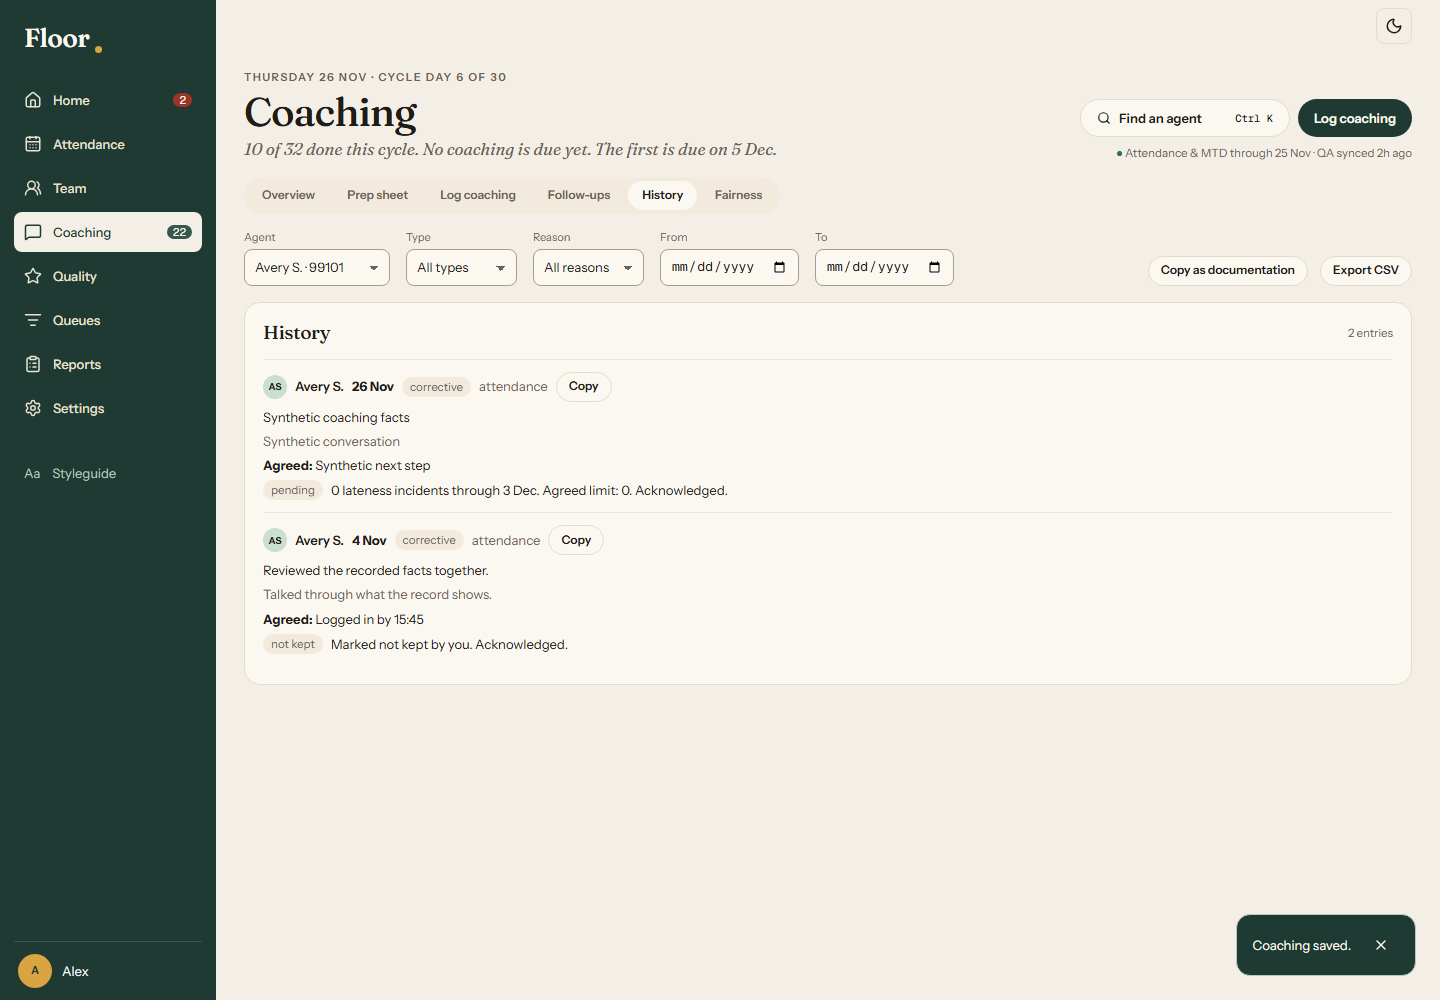 Floor.
Home 2
Attendance
Team
Coaching 22
Quality
Queues
Reports
Settings
Aa Styleguide
A Alex
THURSDAY 26 NOV · CYCLE DAY 6 OF 30
Coaching
10 of 32 done this cycle. No coaching is due yet. The first is due on 5 Dec.
Find an agent Ctrl K
Log coaching
Attendance & MTD through 25 Nov · QA synced 2h ago
Overview Prep sheet Log coaching Follow-ups History Fairness
Agent Type Reason From To
Avery S. · 99101 All types All reasons mm/dd/yyyy mm/dd/yyyy
Copy as documentation Export CSV
History
2 entries
AS Avery S. 26 Nov corrective attendance Copy
Synthetic coaching facts
Synthetic conversation
Agreed: Synthetic next step
pending 0 lateness incidents through 3 Dec. Agreed limit: 0. Acknowledged.
AS Avery S. 4 Nov corrective attendance Copy
Reviewed the recorded facts together.
Talked through what the record shows.
Agreed: Logged in by 15:45
not kept Marked not kept by you. Acknowledged.
Coaching saved.